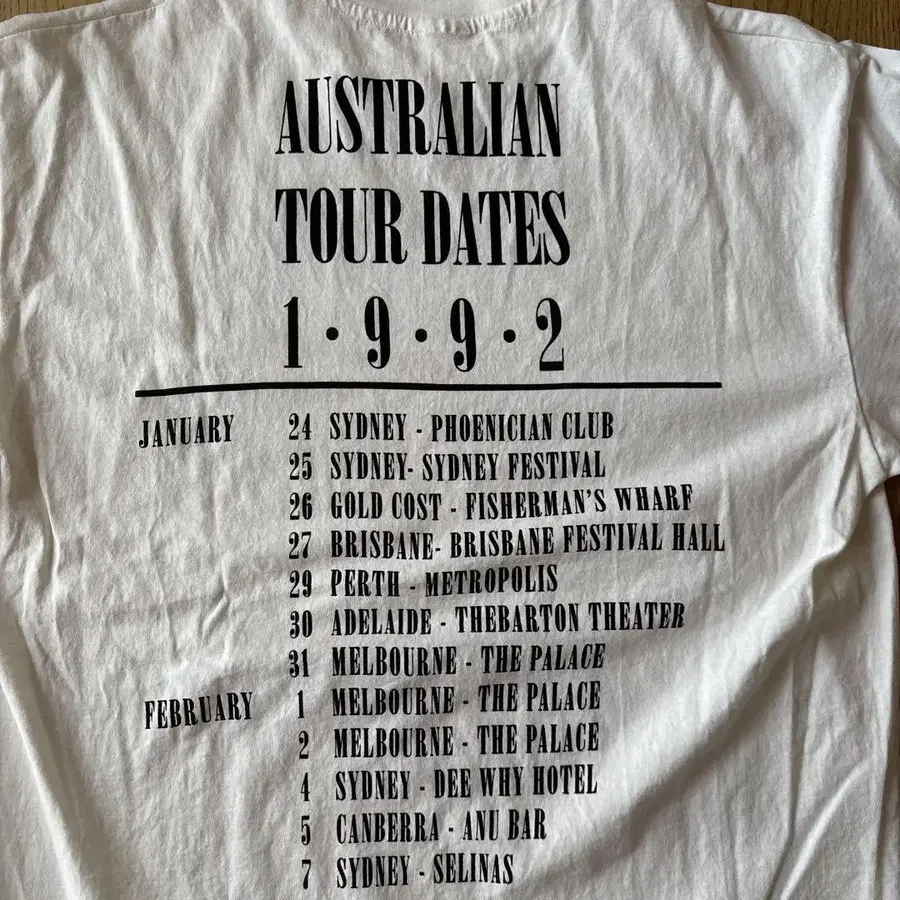 AUSTRALIAN
TOUR DATES
1·9·9·2
JANUARY 24 SYDNEY - PHOENICIAN CLUB
25 SYDNEY- SYDNEY FESTIVAL
26 GOLD COST - FISHERMAN'S WHARF
27 BRISBANE- BRISBANE FESTIVAL HALL
29 PERTH - METROPOLIS
30 ADELAIDE - THEBARTON THEATER
31 MELBOURNE - THE PALACE
FEBRUARY 1 MELBOURNE - THE PALACE
2 MELBOURNE - THE PALACE
4 SYDNEY - DEE WHY HOTEL
5 CANBERRA - ANU BAR
7 SYDNEY - SELINAS